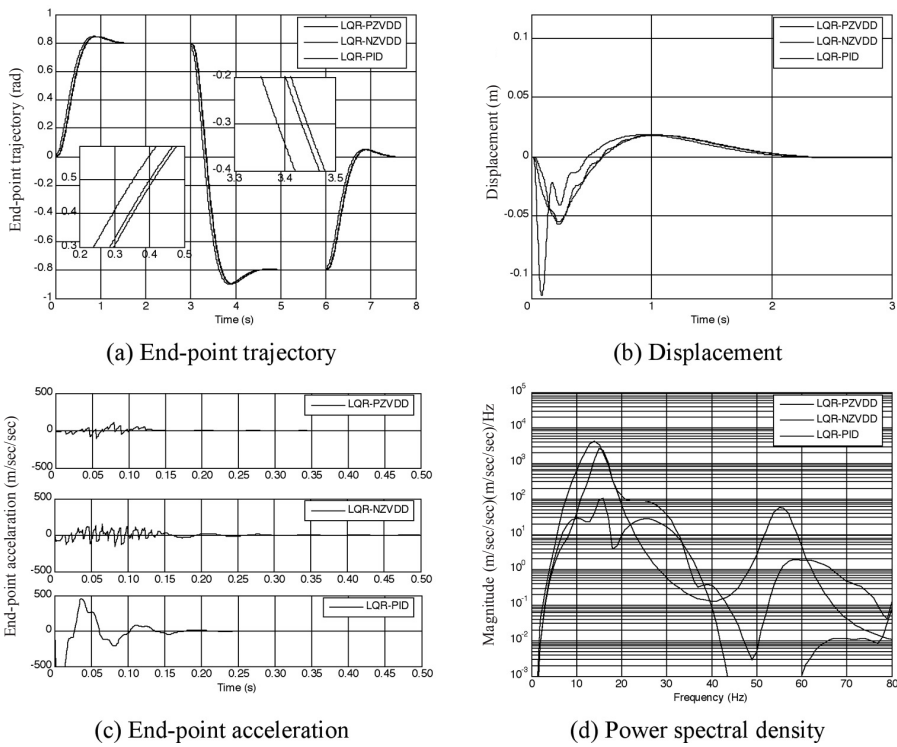 LQR-PZVDD
LQR-NZVDD
LQR-PID
End-point trajectory (rad)
1
0.8
0.4
0
-0.4
-0.8
-1
0.5
0.4
0.3
0.2 0.3 0.4 0.5
-0.2
-0.3
-0.4
3.3 3.4 3.5
0 1 2 3 4 5 6 7 8
Time (s)
(a) End-point trajectory
LQR-PZVDD
LQR-NZVDD
LQR-PID
Displacement (m)
0.1
0.05
0
-0.05
-0.1
0 1 2 3
Time (s)
(b) Displacement
End-point accelaration (m/sec/sec)
500
0
-500
LQR-PZVDD
0 0.05 0.10 0.15 0.20 0.25 0.30 0.35 0.40 0.45 0.50
500
0
-500
LQR-NZVDD
0 0.05 0.10 0.15 0.20 0.25 0.30 0.35 0.40 0.45 0.50
500
0
-500
LQR-PID
0 0.05 0.10 0.15 0.20 0.25 0.30 0.35 0.40 0.45 0.50
Time (s)
(c) End-point acceleration
LQR-PZVDD
LQR-NZVDD
LQR-PID
Magnitude (m/sec/sec)(m/sec/sec)/Hz
10⁵
10⁴
10³
10²
10¹
10⁰
10⁻¹
10⁻²
10⁻³
0 10 20 30 40 50 60 70 80
Frequency (Hz)
(d) Power spectral density